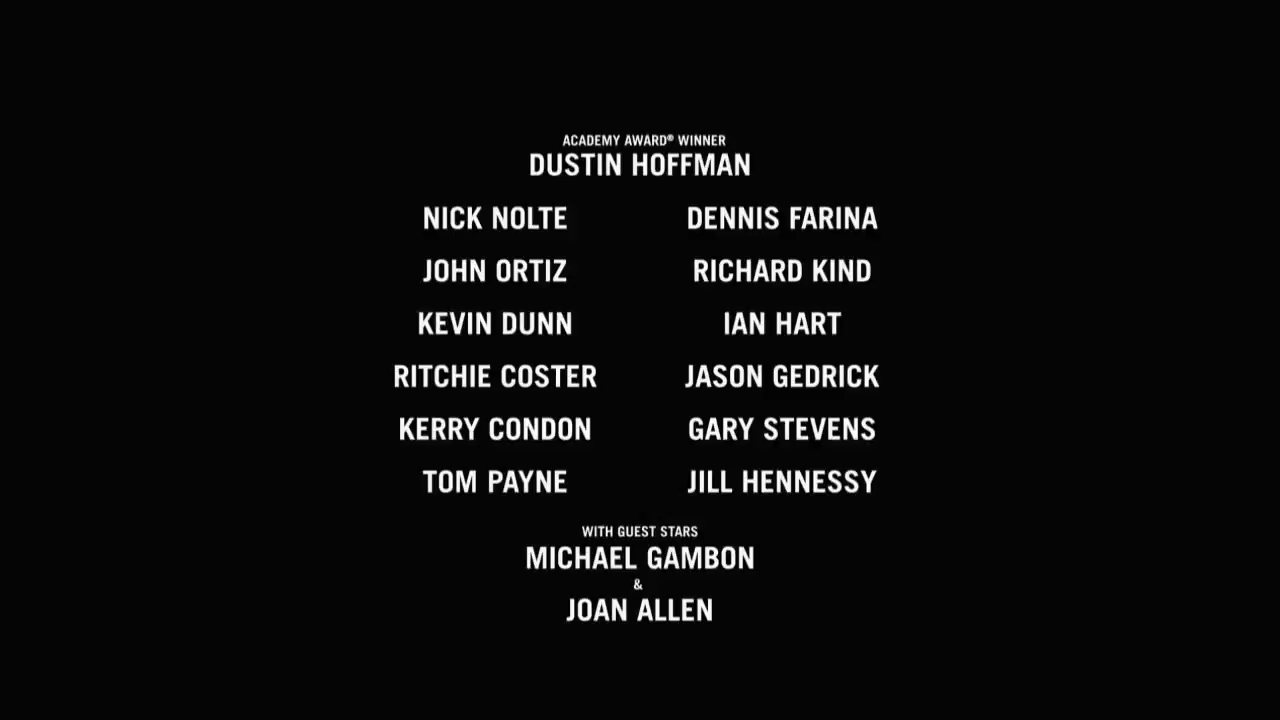 ACADEMY AWARD® WINNER
DUSTIN HOFFMAN
NICK NOLTE DENNIS FARINA
JOHN ORTIZ RICHARD KIND
KEVIN DUNN IAN HART
RITCHIE COSTER JASON GEDRICK
KERRY CONDON GARY STEVENS
TOM PAYNE JILL HENNESSY
WITH GUEST STARS
MICHAEL GAMBON
&
JOAN ALLEN